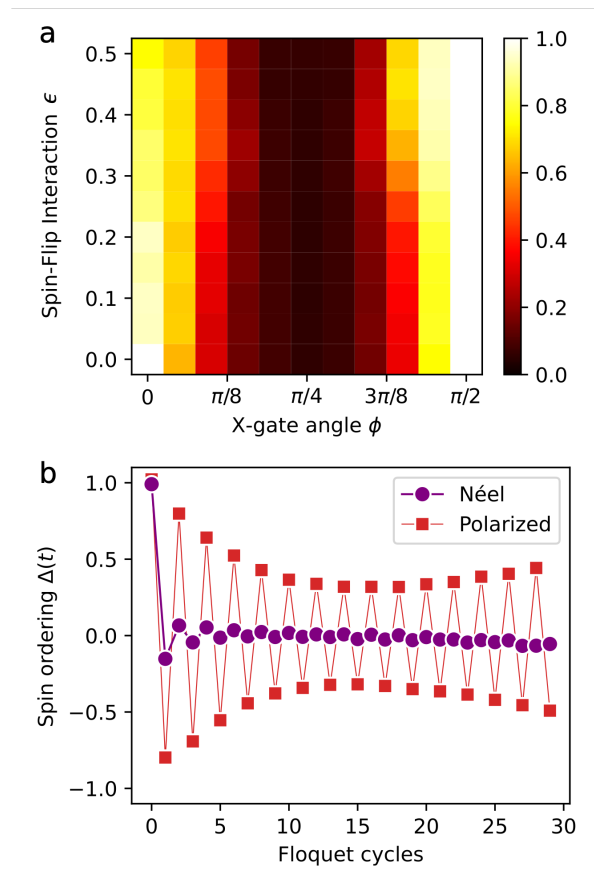 a
Spin-Flip Interaction ϵ
0.5
0.4
0.3
0.2
0.1
0.0
0
π/8
π/4
3π/8
π/2
X-gate angle ϕ
1.0
0.8
0.6
0.4
0.2
0.0
b
Spin ordering Δ(t)
1.0
0.5
0.0
−0.5
−1.0
Néel
Polarized
0
5
10
15
20
25
30
Floquet cycles